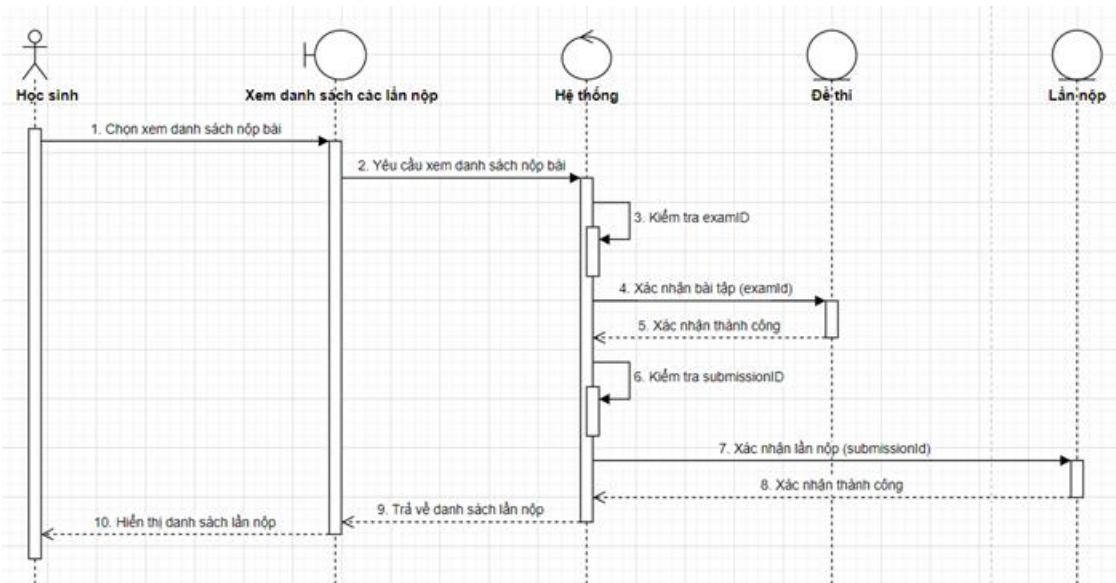 Học sinh
Xem danh sách các lần nộp
Hệ thống
Đề thi
Lần nộp
1. Chọn xem danh sách nộp bài
2. Yêu cầu xem danh sách nộp bài
3. Kiểm tra examID
4. Xác nhận bài tập (examId)
5. Xác nhận thành công
6. Kiểm tra submissionID
7. Xác nhận lần nộp (submissionId)
8. Xác nhận thành công
9. Trả về danh sách lần nộp
10. Hiển thị danh sách lần nộp